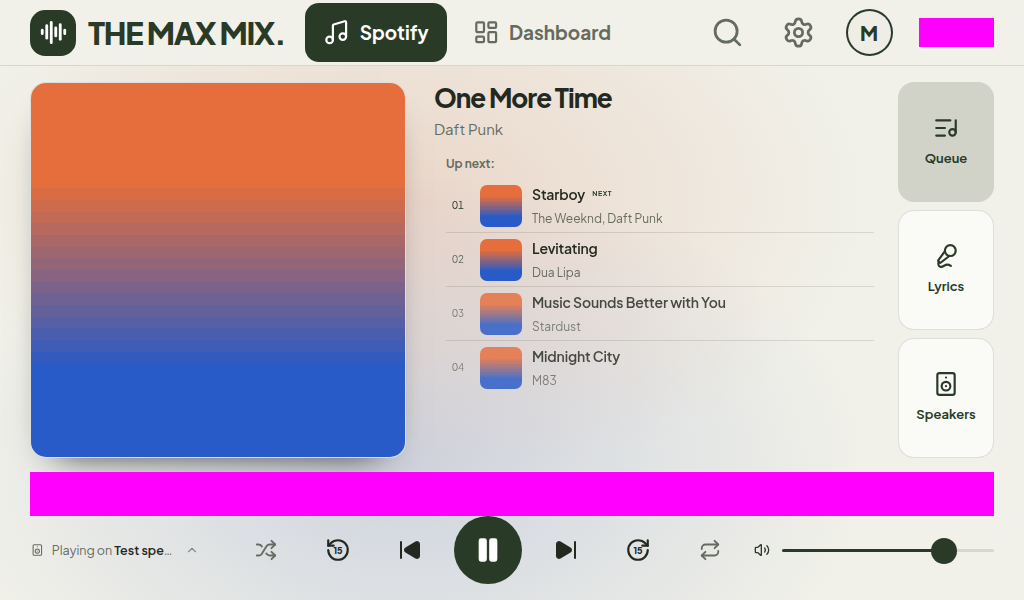 THE MAX MIX.
Spotify
Dashboard
M
One More Time
Daft Punk
Up next:
01
Starboy NEXT
The Weeknd, Daft Punk
02
Levitating
Dua Lipa
03
Music Sounds Better with You
Stardust
04
Midnight City
M83
Queue
Lyrics
Speakers
Playing on Test spe...
15
15